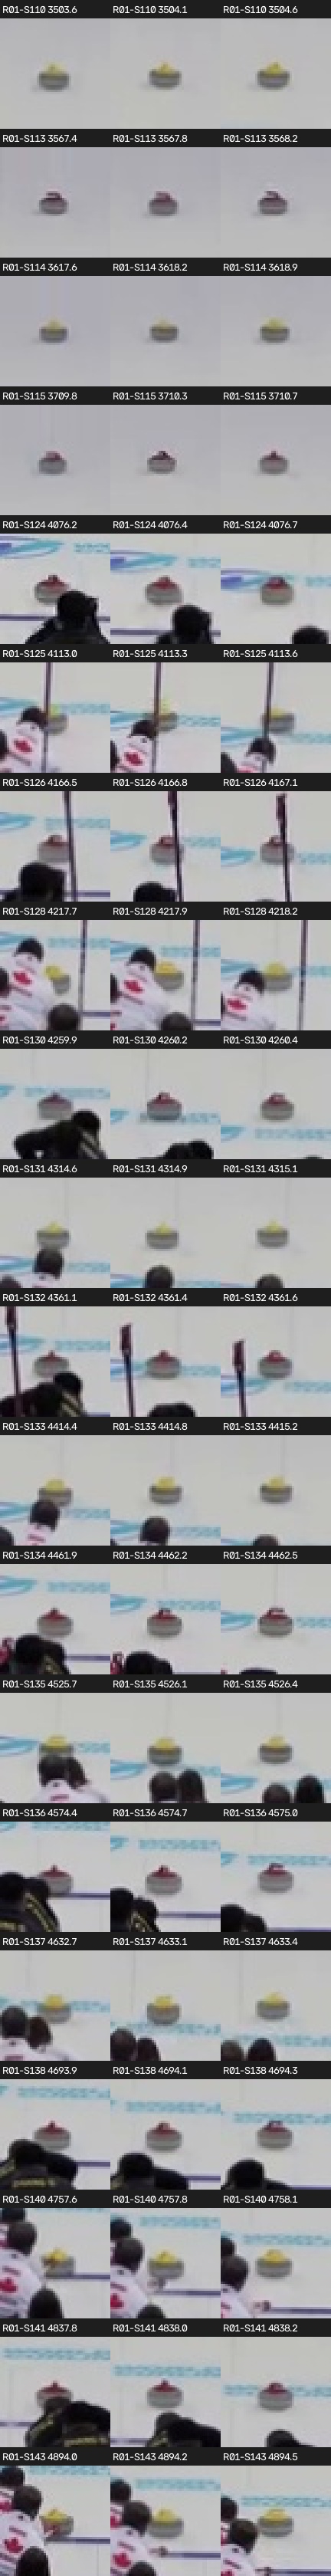 R01-S110 3503.6 R01-S110 3504.1 R01-S110 3504.6
R01-S113 3567.4 R01-S113 3567.8 R01-S113 3568.2
R01-S114 3617.6 R01-S114 3618.2 R01-S114 3618.9
R01-S115 3709.8 R01-S115 3710.3 R01-S115 3710.7
R01-S124 4076.2 R01-S124 4076.4 R01-S124 4076.7
R01-S125 4113.0 R01-S125 4113.3 R01-S125 4113.6
R01-S126 4166.5 R01-S126 4166.8 R01-S126 4167.1
R01-S128 4217.7 R01-S128 4217.9 R01-S128 4218.2
R01-S130 4259.9 R01-S130 4260.2 R01-S130 4260.4
R01-S131 4314.6 R01-S131 4314.9 R01-S131 4315.1
R01-S132 4361.1 R01-S132 4361.4 R01-S132 4361.6
R01-S133 4414.4 R01-S133 4414.8 R01-S133 4415.2
R01-S134 4461.9 R01-S134 4462.2 R01-S134 4462.5
R01-S135 4525.7 R01-S135 4526.1 R01-S135 4526.4
R01-S136 4574.4 R01-S136 4574.7 R01-S136 4575.0
R01-S137 4632.7 R01-S137 4633.1 R01-S137 4633.4
R01-S138 4693.9 R01-S138 4694.1 R01-S138 4694.3
R01-S140 4757.6 R01-S140 4757.8 R01-S140 4758.1
R01-S141 4837.8 R01-S141 4838.0 R01-S141 4838.2
R01-S143 4894.0 R01-S143 4894.2 R01-S143 4894.5